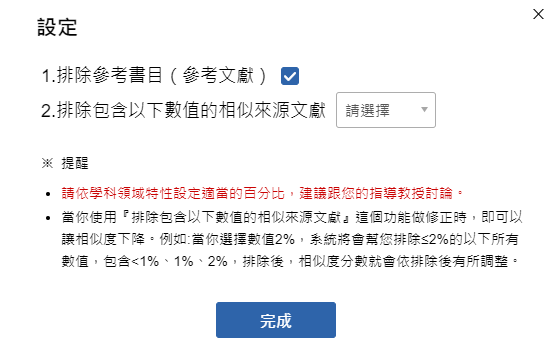 設定
1.排除參考書目（參考文獻）
2.排除包含以下數值的相似來源文獻 請選擇
※ 提醒
• 請依學科領域特性設定適當的百分比，建議跟您的指導教授討論。
• 當你使用『排除包含以下數值的相似來源文獻』這個功能做修正時，即可以
讓相似度下降。例如:當你選擇數值2%，系統將會幫您排除≤2%的以下所有
數值，包含<1%、1%、2%，排除後，相似度分數就會依排除後有所調整。
完成